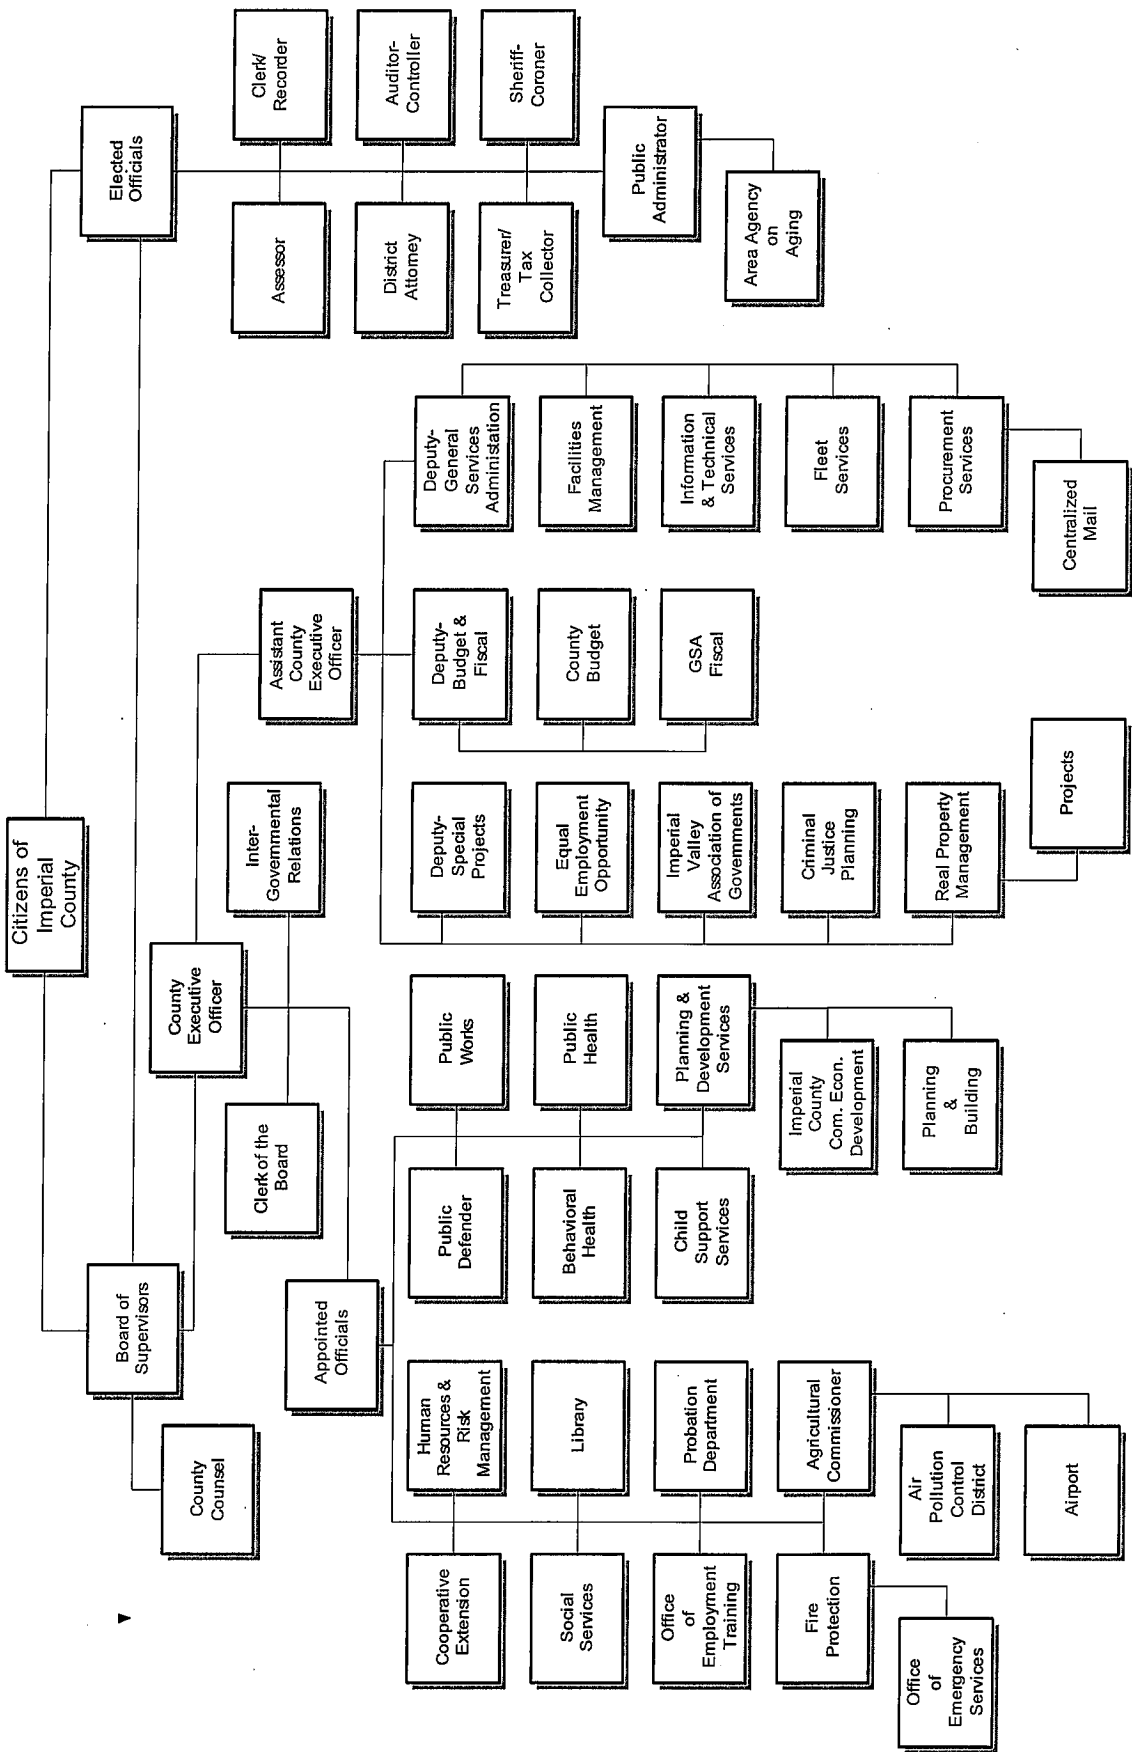 Citizens of
Imperial
County
Board of
Supervisors
Elected
Officials
County
Counsel
County
Executive
Officer
Clerk of the
Board
Inter-
Governmental
Relations
Assistant
County
Executive
Officer
Appointed
Officials
Assessor
Clerk/
Recorder
District
Attorney
Auditor-
Controller
Treasurer/
Tax
Collector
Sheriff-
Coroner
Public
Administrator
Area Agency
on
Aging
Cooperative
Extension
Human
Resources &
Risk
Management
Social
Services
Library
Office
of
Employment
Training
Probation
Department
Fire
Protection
Agricultural
Commissioner
Office
of
Emergency
Services
Air
Pollution
Control
District
Airport
Public
Defender
Public
Works
Behavioral
Health
Public
Health
Child
Support
Services
Planning &
Development
Services
Imperial
County
Com. Econ.
Development
Planning
&
Building
Deputy-
Special
Projects
Equal
Employment
Opportunity
Imperial
Valley
Association of
Governments
Criminal
Justice
Planning
Real Property
Management
Projects
Deputy-
Budget &
Fiscal
County
Budget
GSA
Fiscal
Deputy-
General
Services
Administation
Facilities
Management
Information
& Technical
Services
Fleet
Services
Procurement
Services
Centralized
Mail